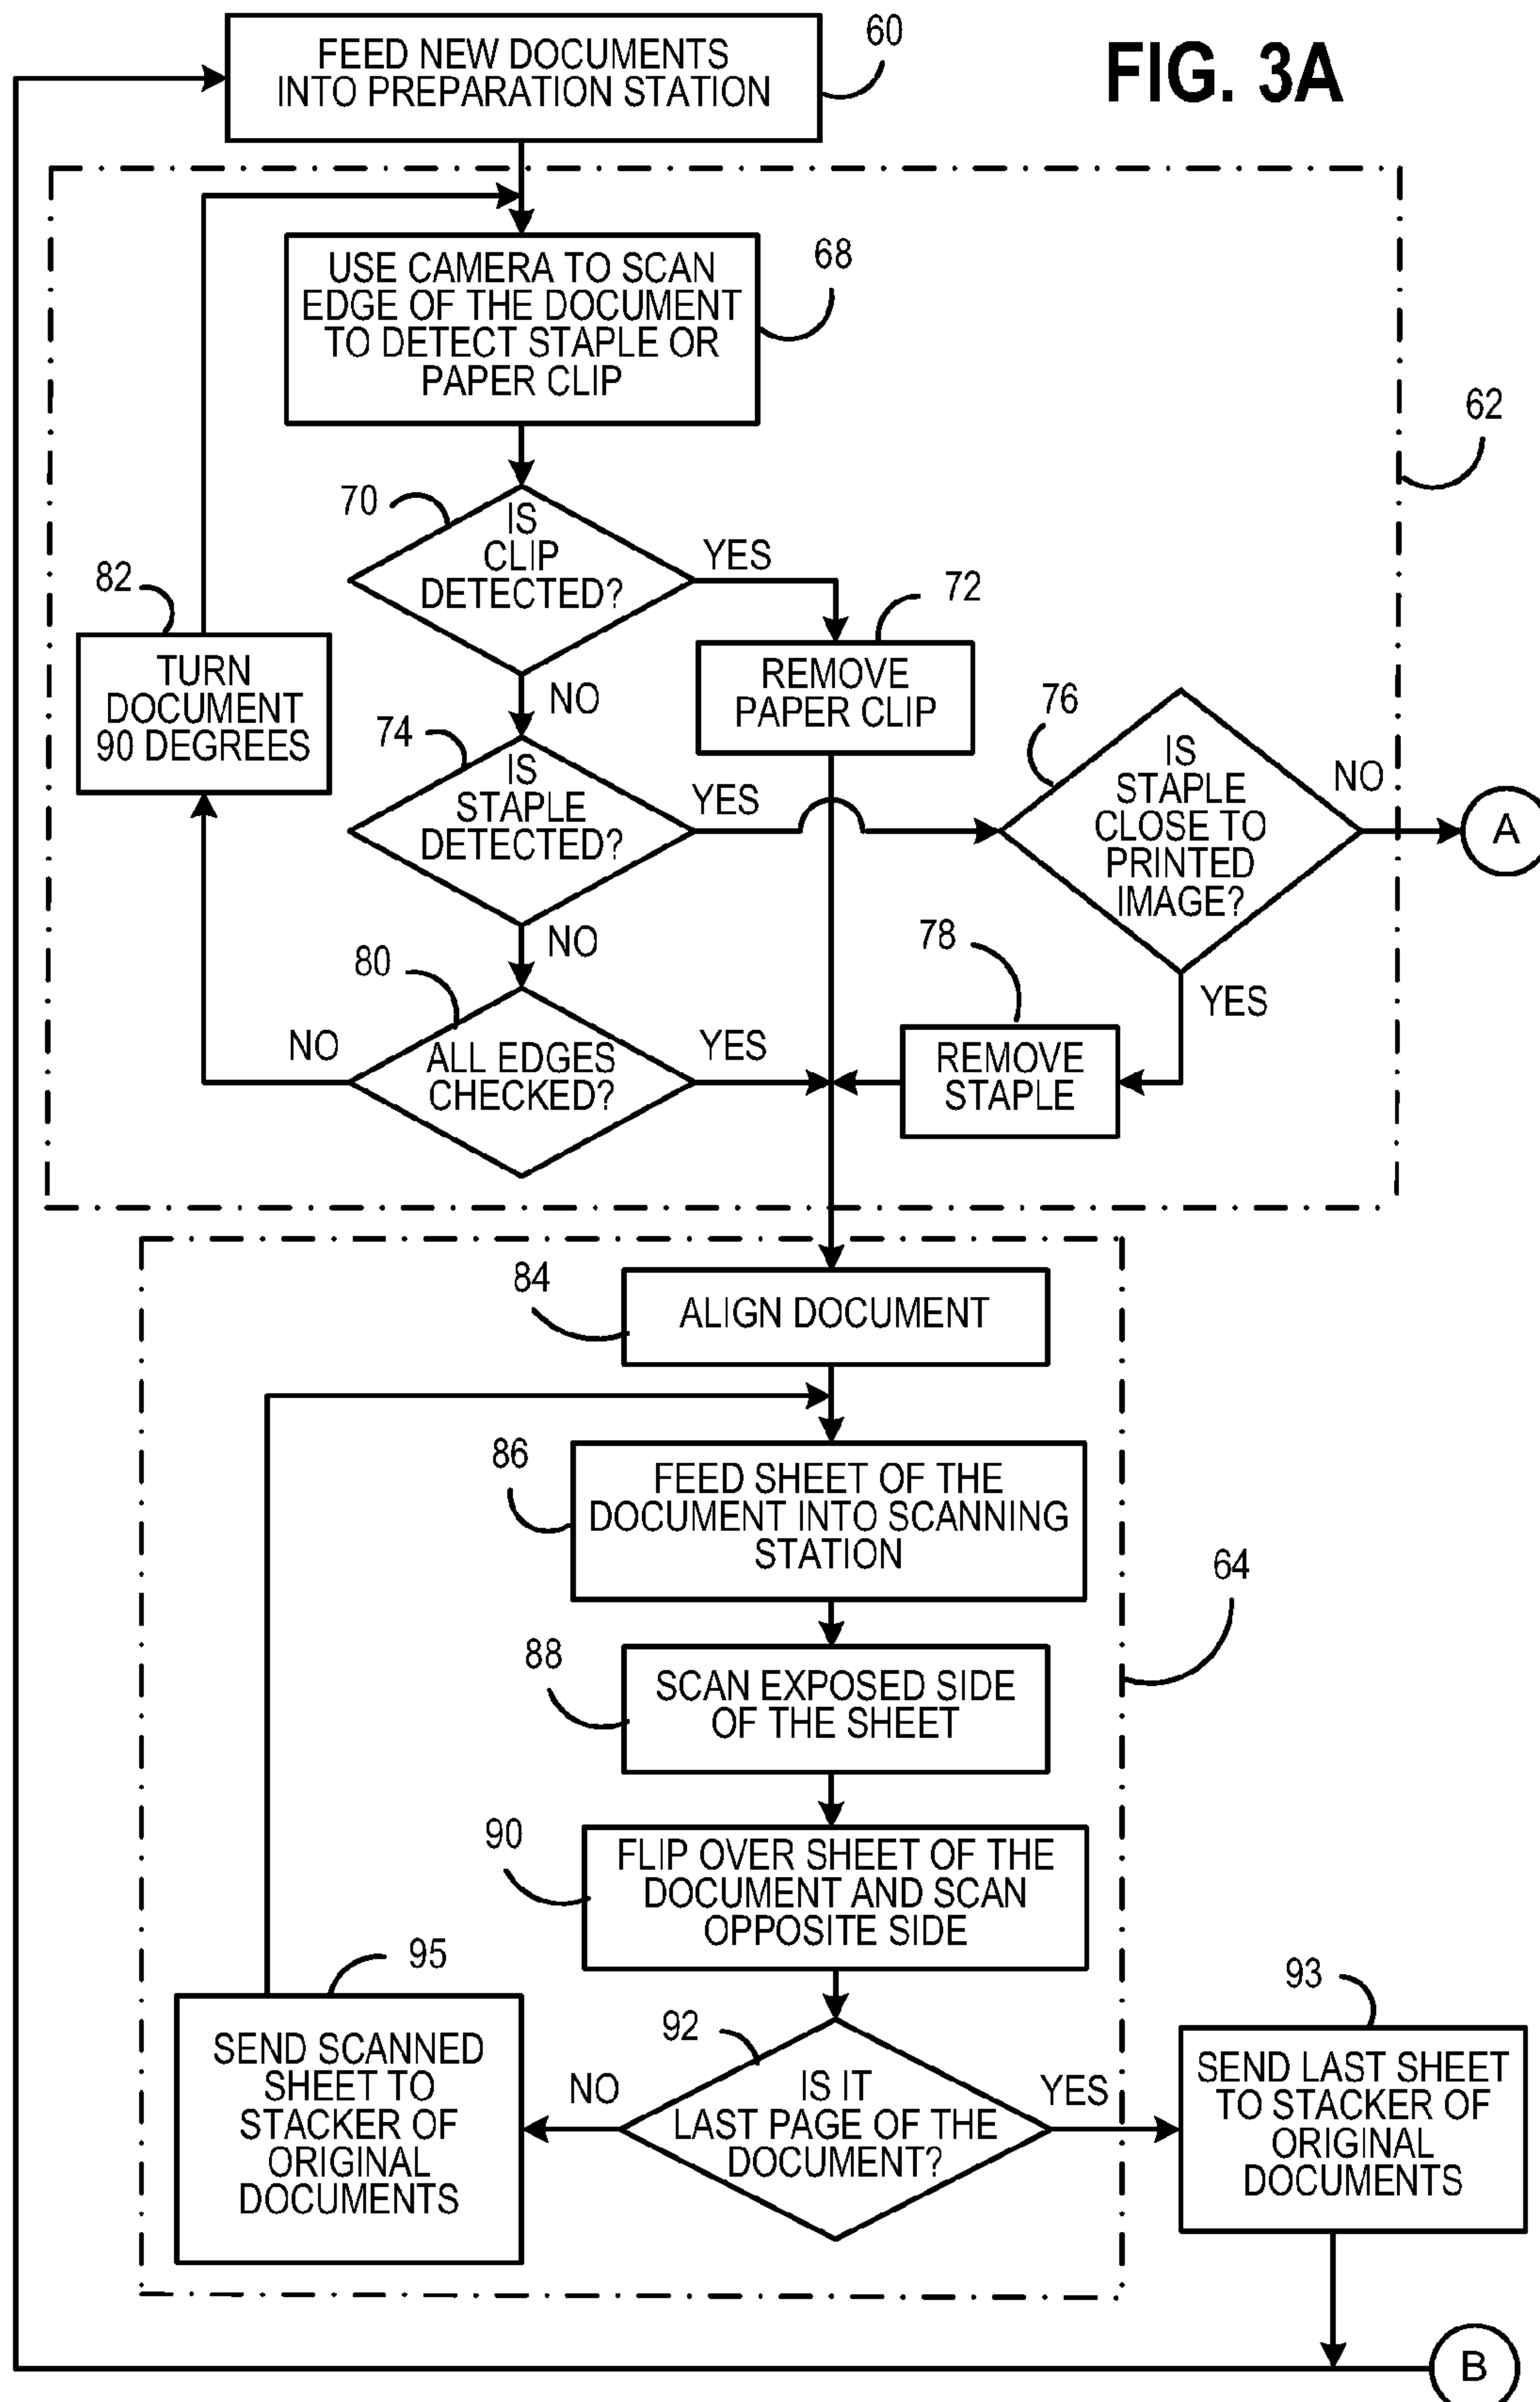 FIG. 3A
60
FEED NEW DOCUMENTS
INTO PREPARATION STATION
68
USE CAMERA TO SCAN
EDGE OF THE DOCUMENT
TO DETECT STAPLE OR
PAPER CLIP
62
70
IS
CLIP
DETECTED?
YES
NO
72
REMOVE
PAPER CLIP
82
TURN
DOCUMENT
90 DEGREES
74
IS
STAPLE
DETECTED?
YES
NO
76
IS
STAPLE
CLOSE TO
PRINTED
IMAGE?
NO
A
YES
78
REMOVE
STAPLE
80
ALL EDGES
CHECKED?
NO
YES
84
ALIGN DOCUMENT
86
FEED SHEET OF THE
DOCUMENT INTO SCANNING
STATION
64
88
SCAN EXPOSED SIDE
OF THE SHEET
90
FLIP OVER SHEET OF THE
DOCUMENT AND SCAN
OPPOSITE SIDE
92
IS IT
LAST PAGE OF THE
DOCUMENT?
NO
YES
95
SEND SCANNED
SHEET TO
STACKER OF
ORIGINAL
DOCUMENTS
93
SEND LAST SHEET
TO STACKER OF
ORIGINAL
DOCUMENTS
B